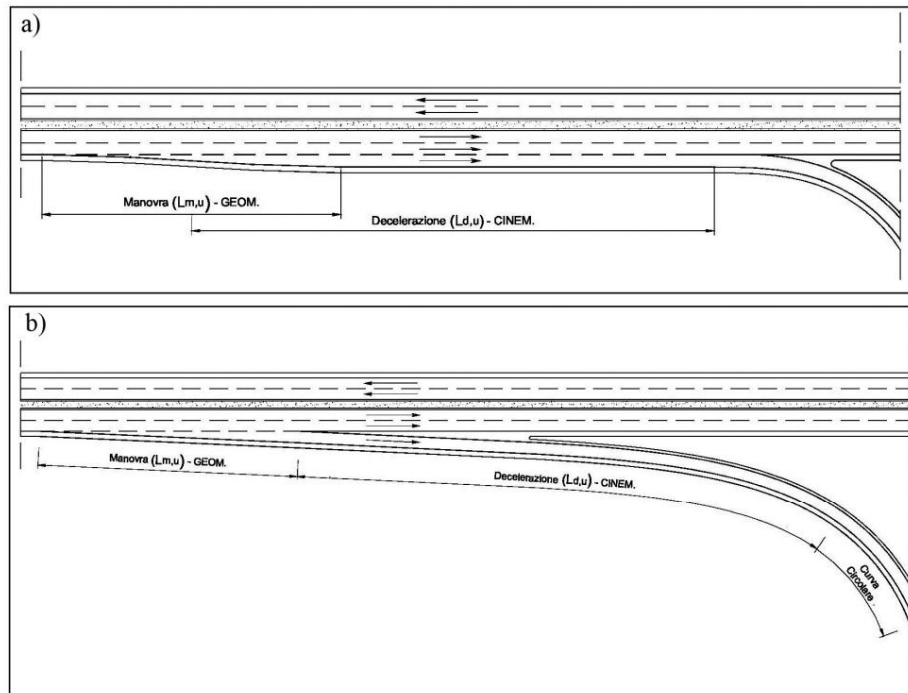 a)
Manovra (Lm,u) - GEOM.
Decelerazione (Ld,u) - CINEM.
b)
Manovra (Lm,u) - GEOM.
Decelerazione (Ld,u) - CINEM.
Curva
Circolare